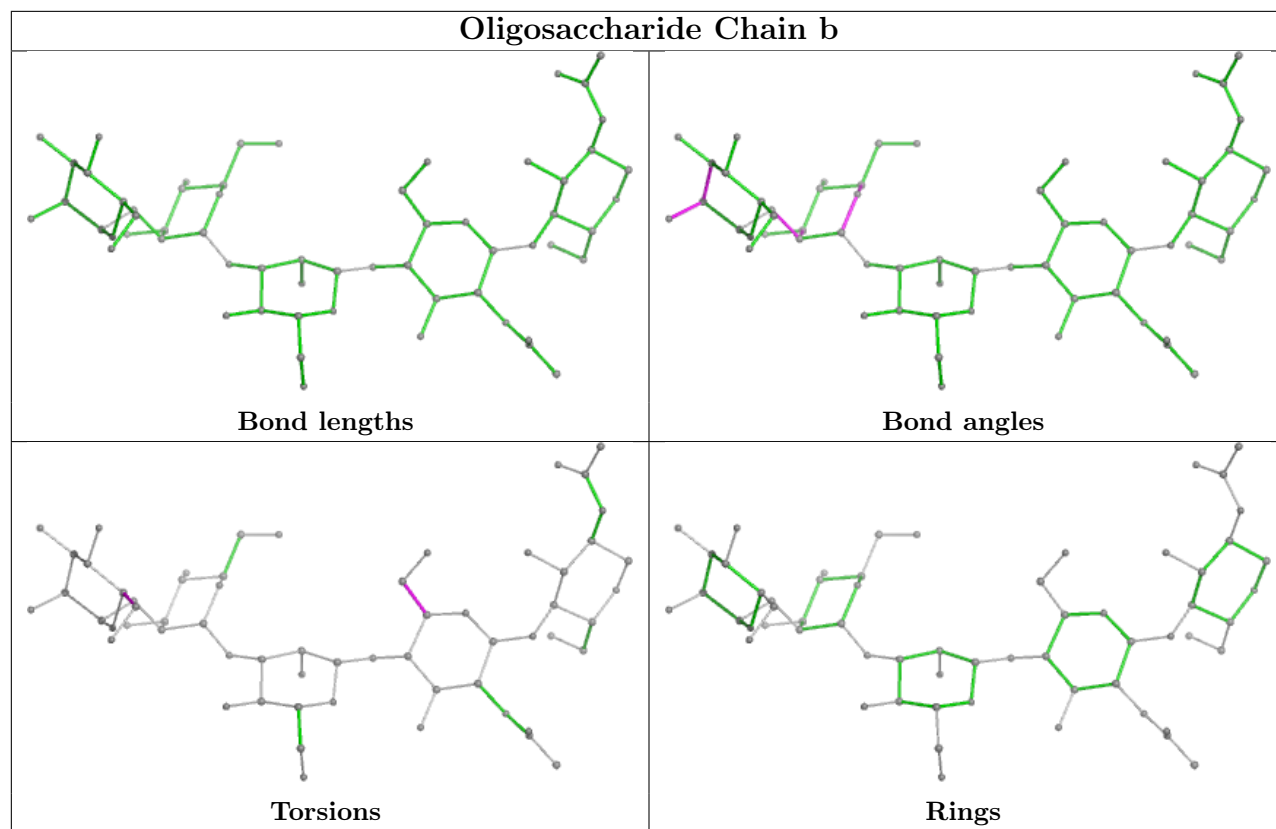 Oligosaccharide Chain b
Bond lengths
Bond angles
Torsions
Rings